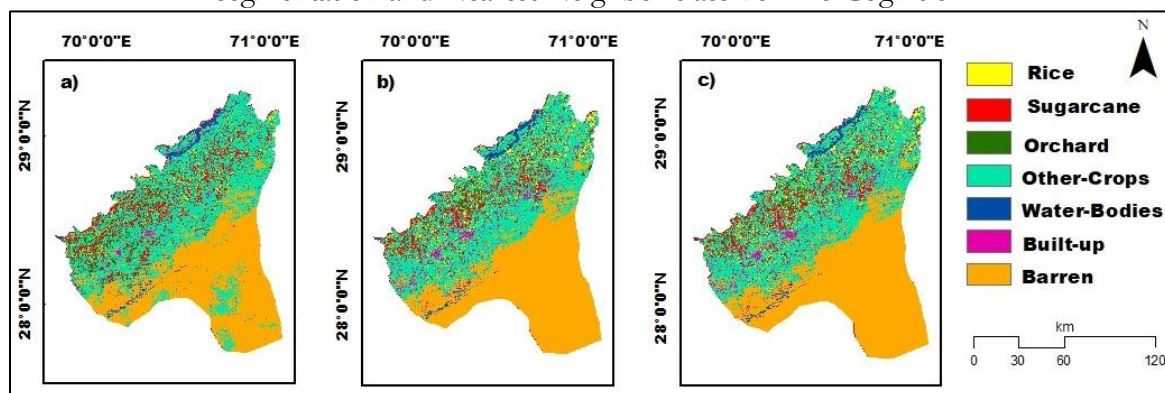 70°0'0"E 71°0'0"E 70°0'0"E 71°0'0"E 70°0'0"E 71°0'0"E
N
a) b) c)
29°0'0"N 29°0'0"N 29°0'0"N
28°0'0"N 28°0'0"N 28°0'0"N
Rice
Sugarcane
Orchard
Other-Crops
Water-Bodies
Built-up
Barren
km
0 30 60 120